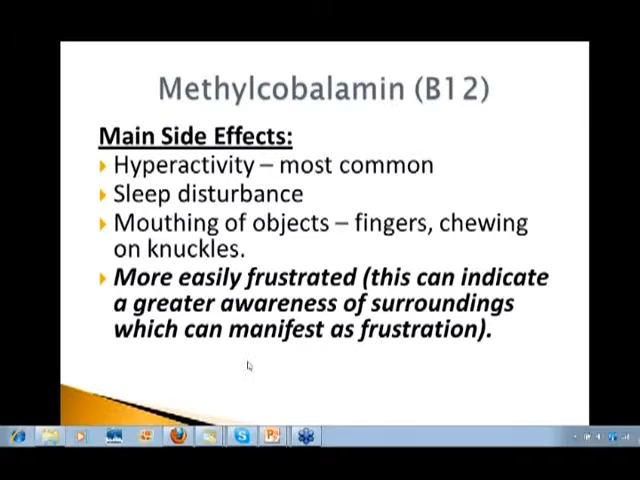 Methylcobalamin (B12)
Main Side Effects:
Hyperactivity – most common
Sleep disturbance
Mouthing of objects – fingers, chewing
on knuckles.
More easily frustrated (this can indicate
a greater awareness of surroundings
which can manifest as frustration).